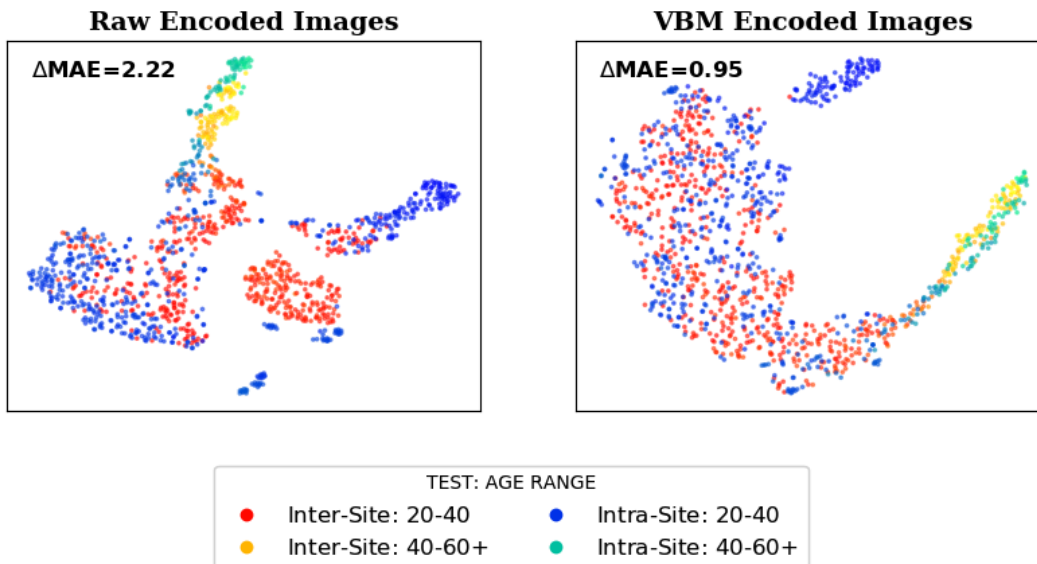 Raw Encoded Images
VBM Encoded Images
ΔMAE=2.22
ΔMAE=0.95
TEST: AGE RANGE
Inter-Site: 20-40
Intra-Site: 20-40
Inter-Site: 40-60+
Intra-Site: 40-60+